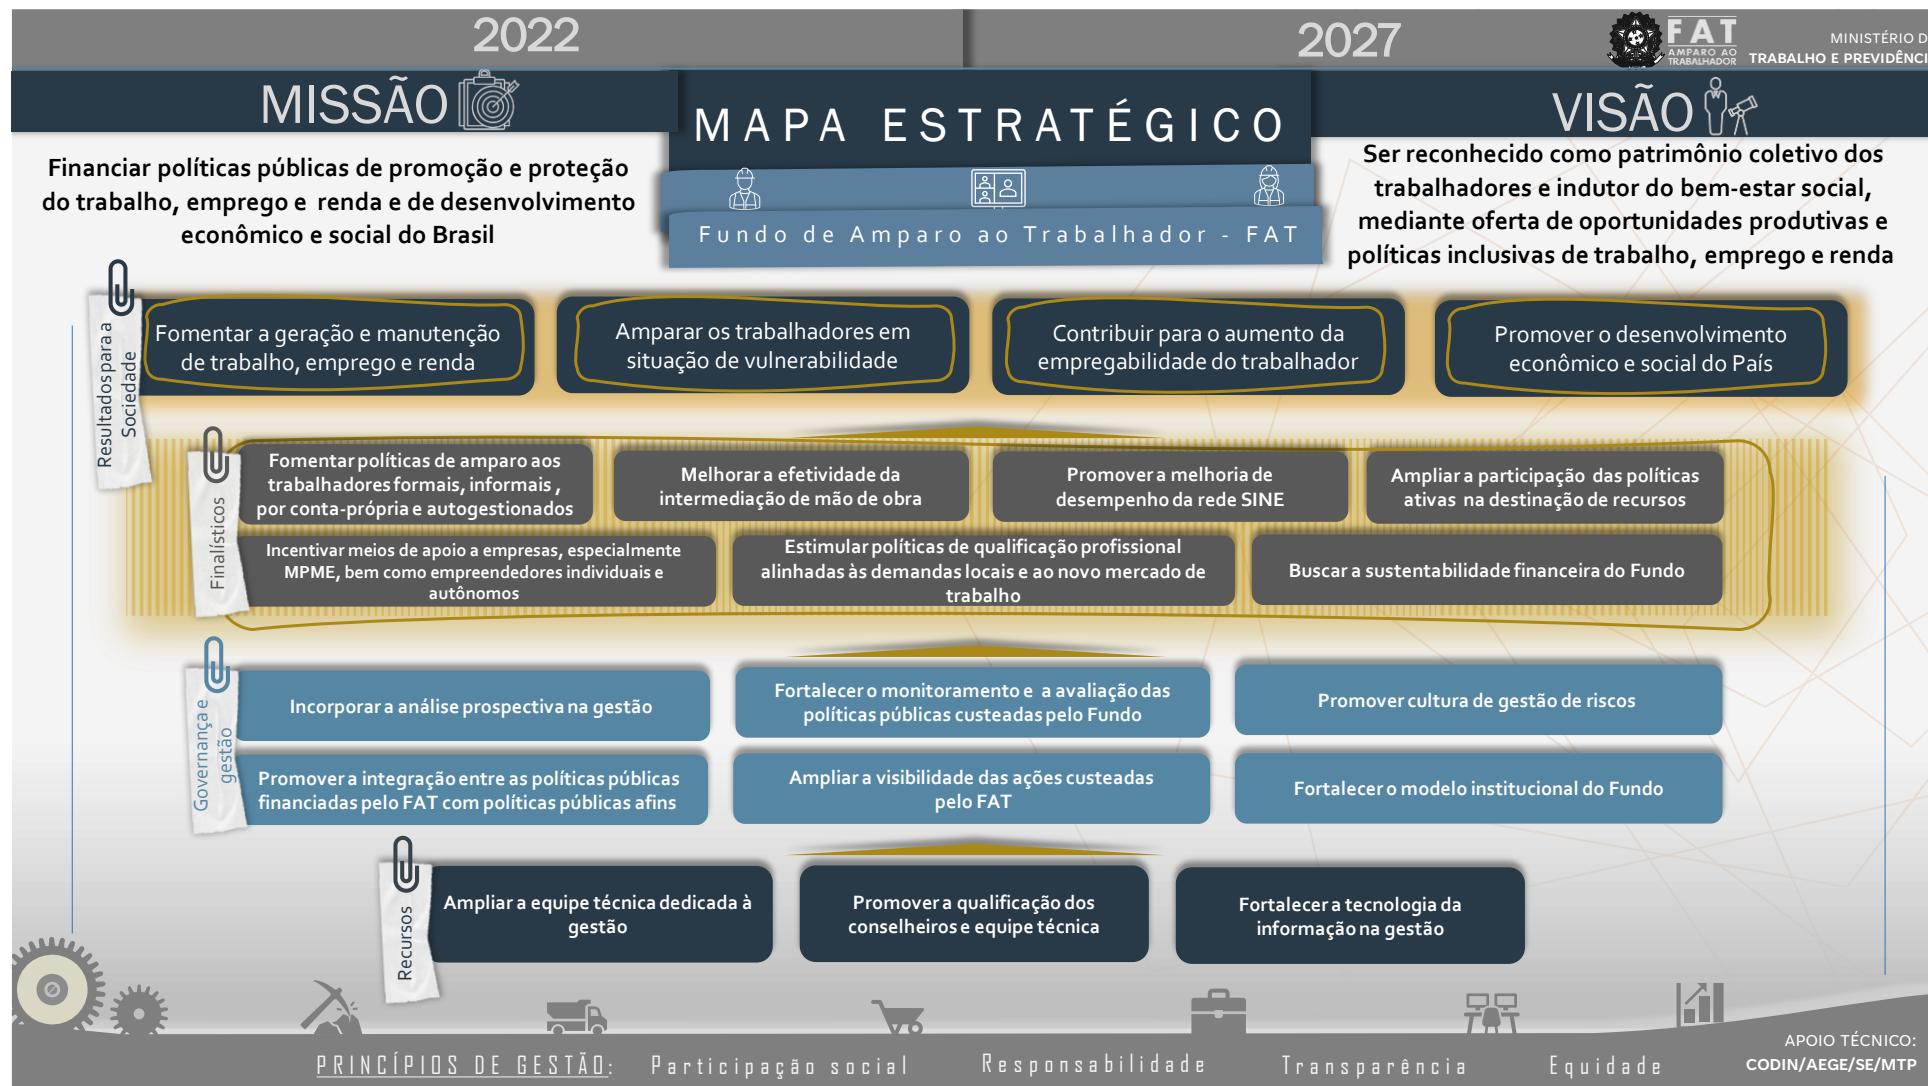 2022
2027
FAT
AMPARO AO
TRABALHADOR
MINISTÉRIO D
TRABALHO E PREVIDÊNCI
MISSÃO
MAPA ESTRATÉGICO
VISÃO
Financiar políticas públicas de promoção e proteção
do trabalho, emprego e renda e de desenvolvimento
econômico e social do Brasil
Fundo de Amparo ao Trabalhador - FAT
Ser reconhecido como patrimônio coletivo dos
trabalhadores e indutor do bem-estar social,
mediante oferta de oportunidades produtivas e
políticas inclusivas de trabalho, emprego e renda
Resultados para a
Sociedade
Fomentar a geração e manutenção
de trabalho, emprego e renda
Amparar os trabalhadores em
situação de vulnerabilidade
Contribuir para o aumento da
empregabilidade do trabalhador
Promover o desenvolvimento
econômico e social do País
Finalísticos
Fomentar políticas de amparo aos
trabalhadores formais, informais ,
por conta-própria e autogestionados
Melhorar a efetividade da
intermediação de mão de obra
Promover a melhoria de
desempenho da rede SINE
Ampliar a participação das políticas
ativas na destinação de recursos
Incentivar meios de apoio a empresas, especialmente
MPME, bem como empreendedores individuais e
autônomos
Estimular políticas de qualificação profissional
alinhadas às demandas locais e ao novo mercado de
trabalho
Buscar a sustentabilidade financeira do Fundo
Governança e
gestão
Incorporar a análise prospectiva na gestão
Fortalecer o monitoramento e a avaliação das
políticas públicas custeadas pelo Fundo
Promover cultura de gestão de riscos
Promover a integração entre as políticas públicas
financiadas pelo FAT com políticas públicas afins
Ampliar a visibilidade das ações custeadas
pelo FAT
Fortalecer o modelo institucional do Fundo
Recursos
Ampliar a equipe técnica dedicada à
gestão
Promover a qualificação dos
conselheiros e equipe técnica
Fortalecer a tecnologia da
informação na gestão
PRINCÍPIOS DE GESTÃO: Participação social Responsabilidade Transparência Equidade
APOIO TÉCNICO:
CODIN/AEGE/SE/MTP